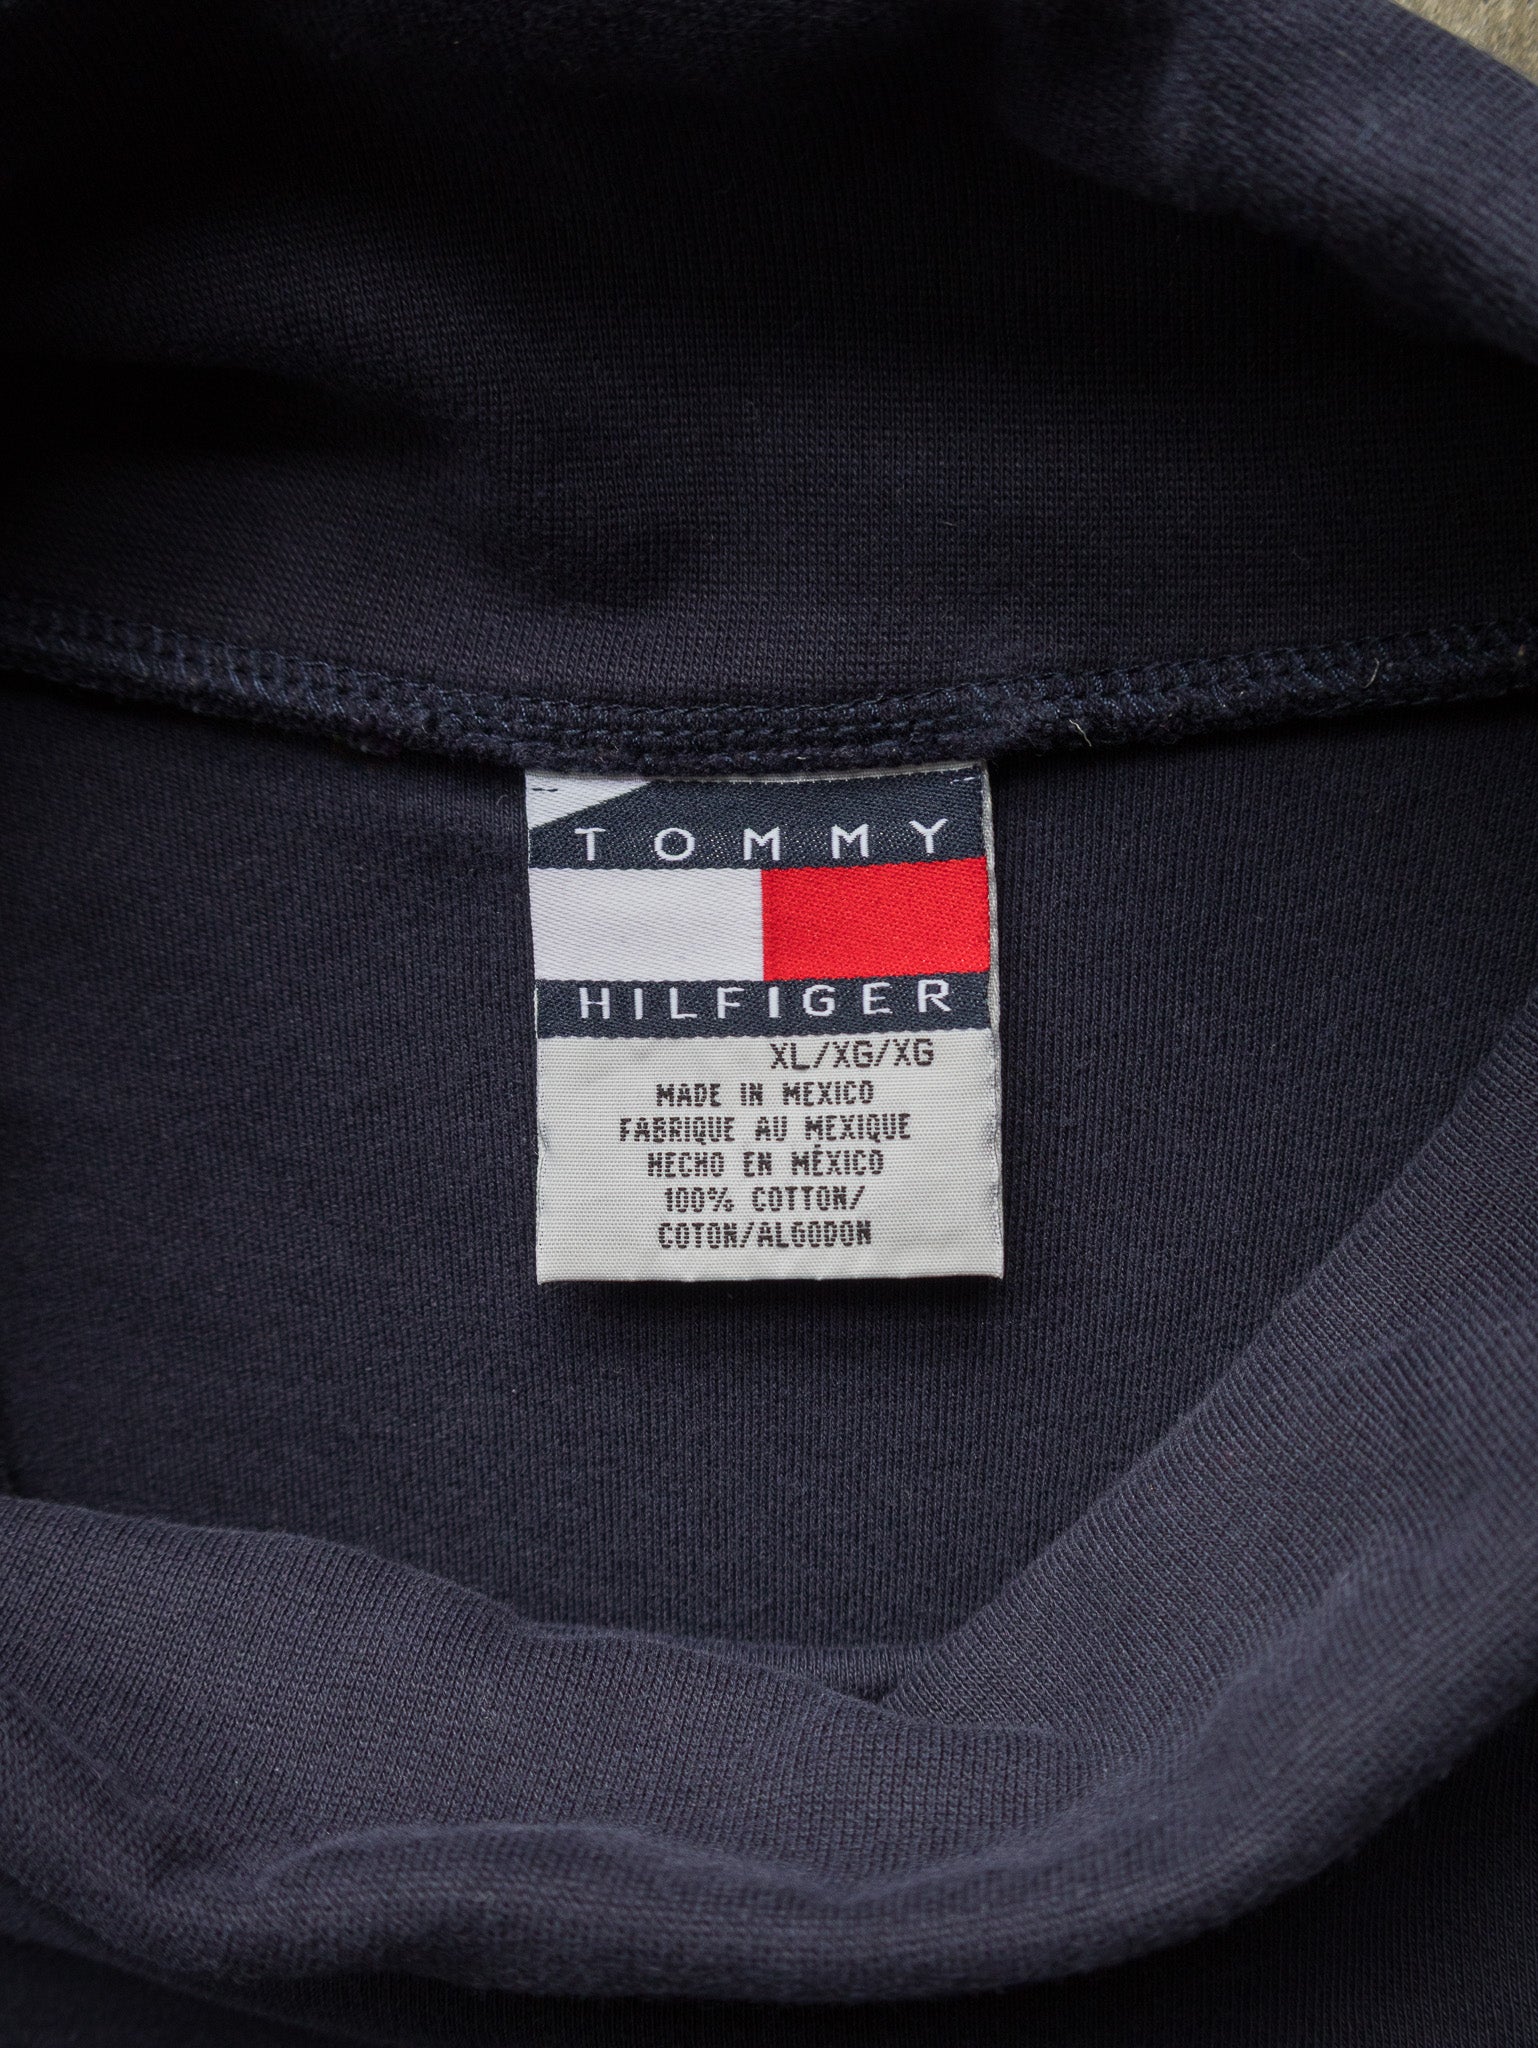 TOMMY
HILFIGER
XL/XG/XG
MADE IN MEXICO
FABRIQUE AU MEXIQUE
HECHO EN MÉXICO
100% COTTON/
COTON/ALGODON